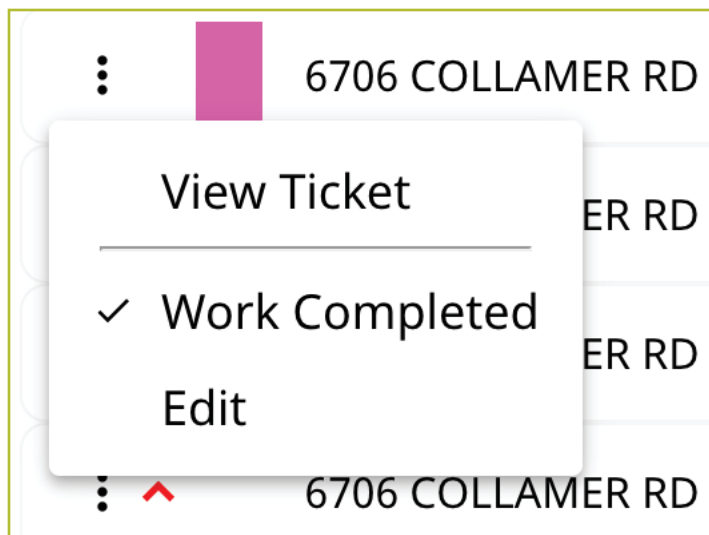 6706 COLLAMER RD
View Ticket
ER RD
Work Completed
ER RD
Edit
6706 COLLAMER RD